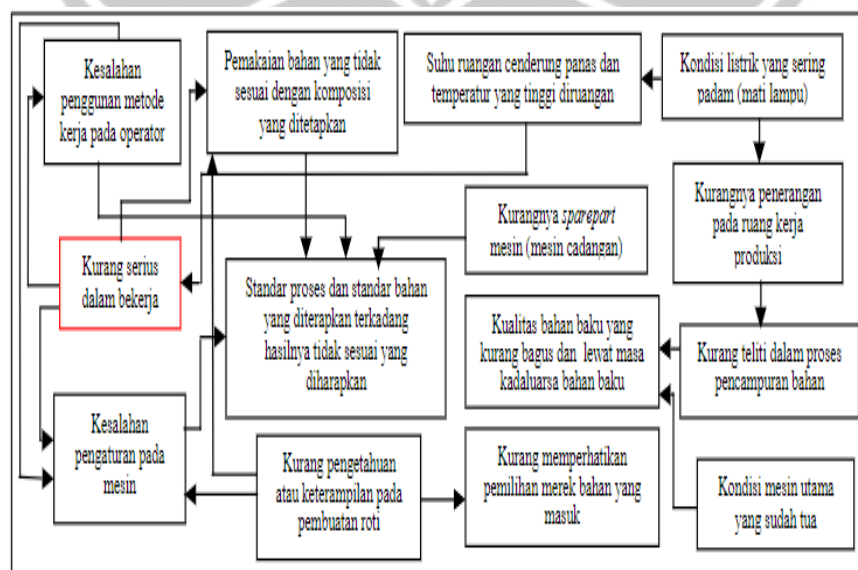 Kesalahan
penggunan metode
kerja pada operator
Pemakaian bahan yang tidak
sesuai dengan komposisi
yang ditetapkan
Suhu ruangan cenderung panas dan
temperatur yang tinggi diruangan
Kondisi listrik yang sering
padam (mati lampu)
Kurangnya sparepart
mesin (mesin cadangan)
Kurangnya penerangan
pada ruang kerja
produksi
Kurang serius
dalam bekerja
Standar proses dan standar bahan
yang diterapkan terkadang
hasilnya tidak sesuai yang
diharapkan
Kualitas bahan baku yang
kurang bagus dan lewat masa
kadaluarsa bahan baku
Kurang teliti dalam proses
pencampuran bahan
Kesalahan
pengaturan pada
mesin
Kurang pengetahuan
atau keterampilan pada
pembuatan roti
Kurang memperhatikan
pemilihan merek bahan yang
masuk
Kondisi mesin utama
yang sudah tua